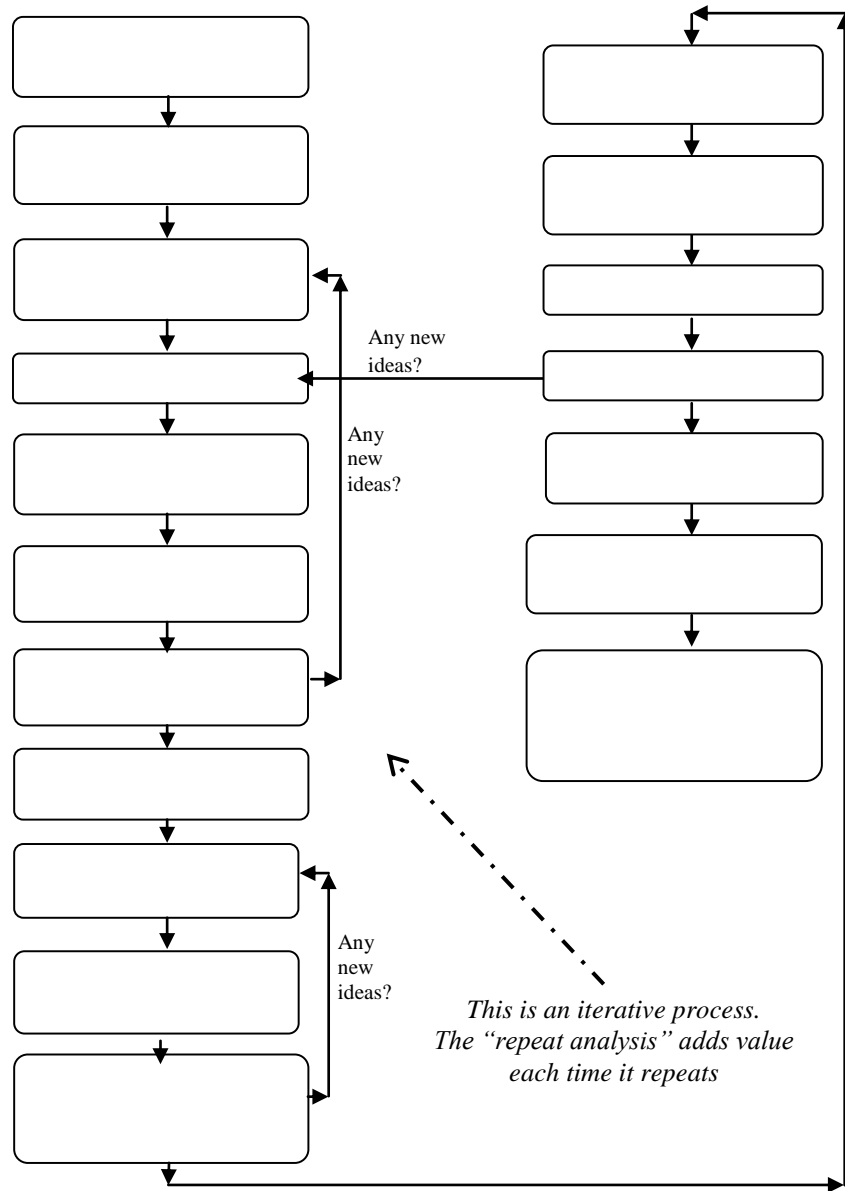 Any new
ideas?
Any
new
ideas?
Any
new
ideas?
This is an iterative process.
The “repeat analysis” adds value
each time it repeats